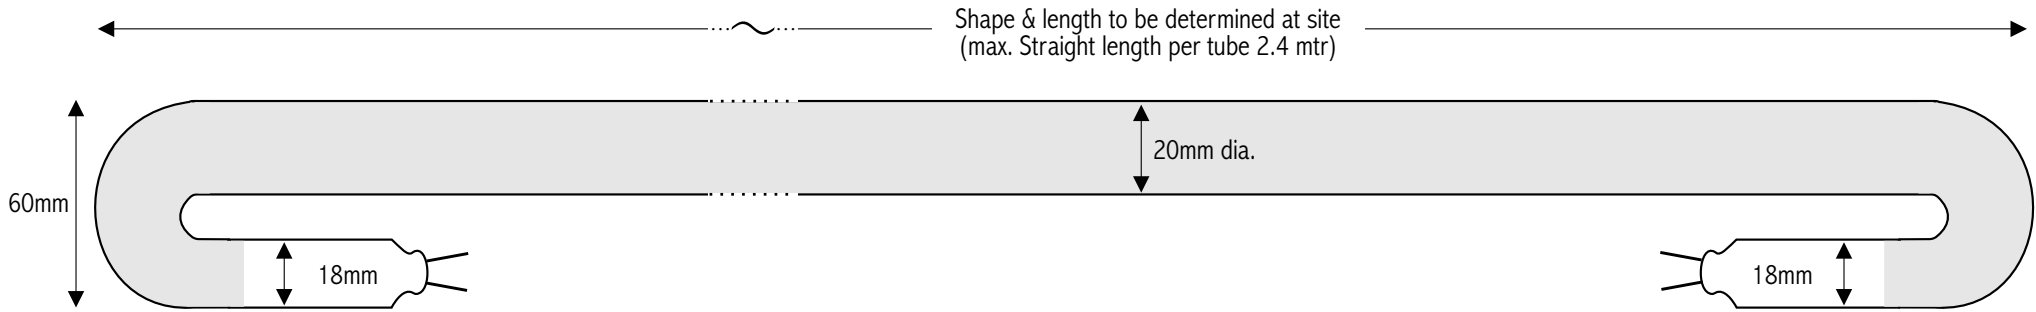 Shape & length to be determined at site
(max. Straight length per tube 2.4 mtr)
20mm dia.
60mm
18mm
18mm